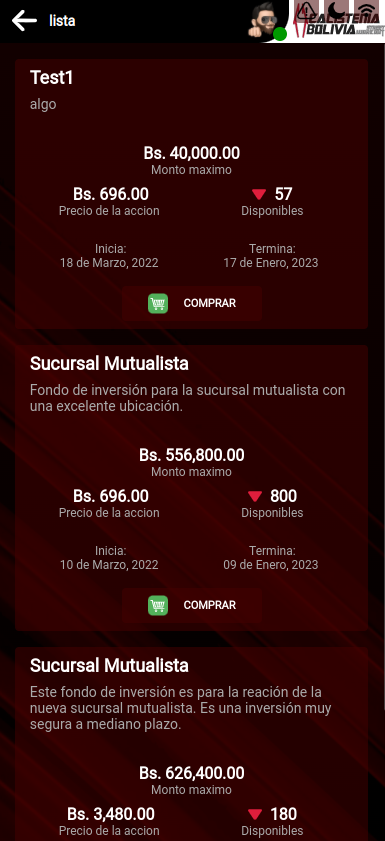 lista
CALISTENIA
BOLIVIA
Test1
algo
Bs. 40,000.00
Monto maximo
Bs. 696.00
57
Precio de la accion
Disponibles
Inicia:
Termina:
18 de Marzo, 2022
17 de Enero, 2023
COMPRAR
Sucursal Mutualista
Fondo de inversión para la sucursal mutualista con
una excelente ubicación.
Bs. 556,800.00
Monto maximo
Bs. 696.00
800
Precio de la accion
Disponibles
Inicia:
Termina:
10 de Marzo, 2022
09 de Enero, 2023
COMPRAR
Sucursal Mutualista
Este fondo de inversión es para la reación de la
nueva sucursal mutualista. Es una inversión muy
segura a mediano plazo.
Bs. 626,400.00
Monto maximo
Bs. 3,480.00
180
Precio de la accion
Disponibles